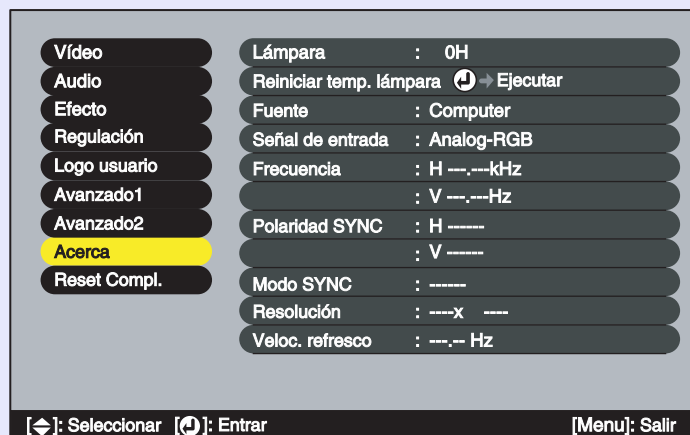 Vídeo
Audio
Efecto
Regulación
Logo usuario
Avanzado1
Avanzado2
Acerca
Reset Compl.
Lámpara : 0H
Reiniciar temp. lámpara Ejecutar
Fuente : Computer
Señal de entrada : Analog-RGB
Frecuencia : H ---.---kHz
: V ---.---Hz
Polaridad SYNC : H ------
: V ------
Modo SYNC : ------
Resolución : ----x ----
Veloc. refresco : ---.-- Hz
[]: Seleccionar []: Entrar [Menu]: Salir